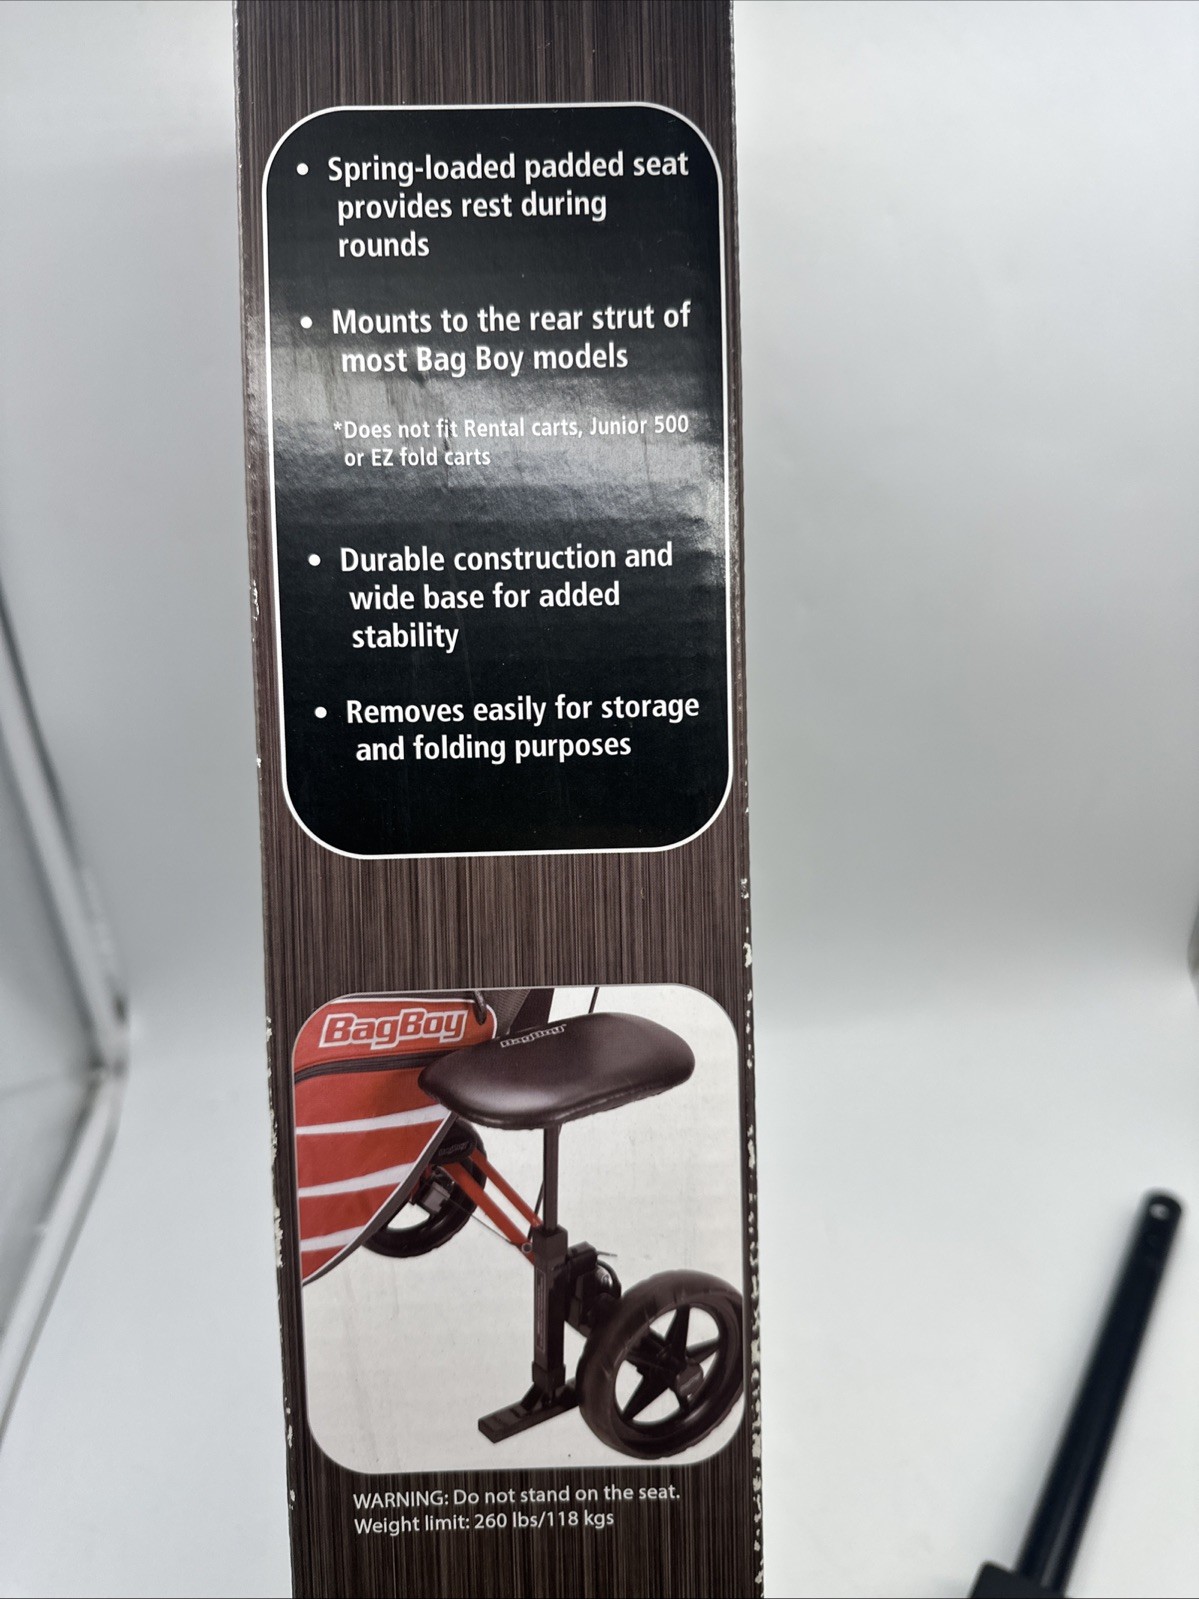 • Spring-loaded padded seat
provides rest during
rounds
• Mounts to the rear strut of
most Bag Boy models
*Does not fit Rental carts, Junior 500
or EZ fold carts
• Durable construction and
wide base for added
stability
• Removes easily for storage
and folding purposes
BagBoy
BagBoy
WARNING: Do not stand on the seat.
Weight limit: 260 lbs/118 kgs